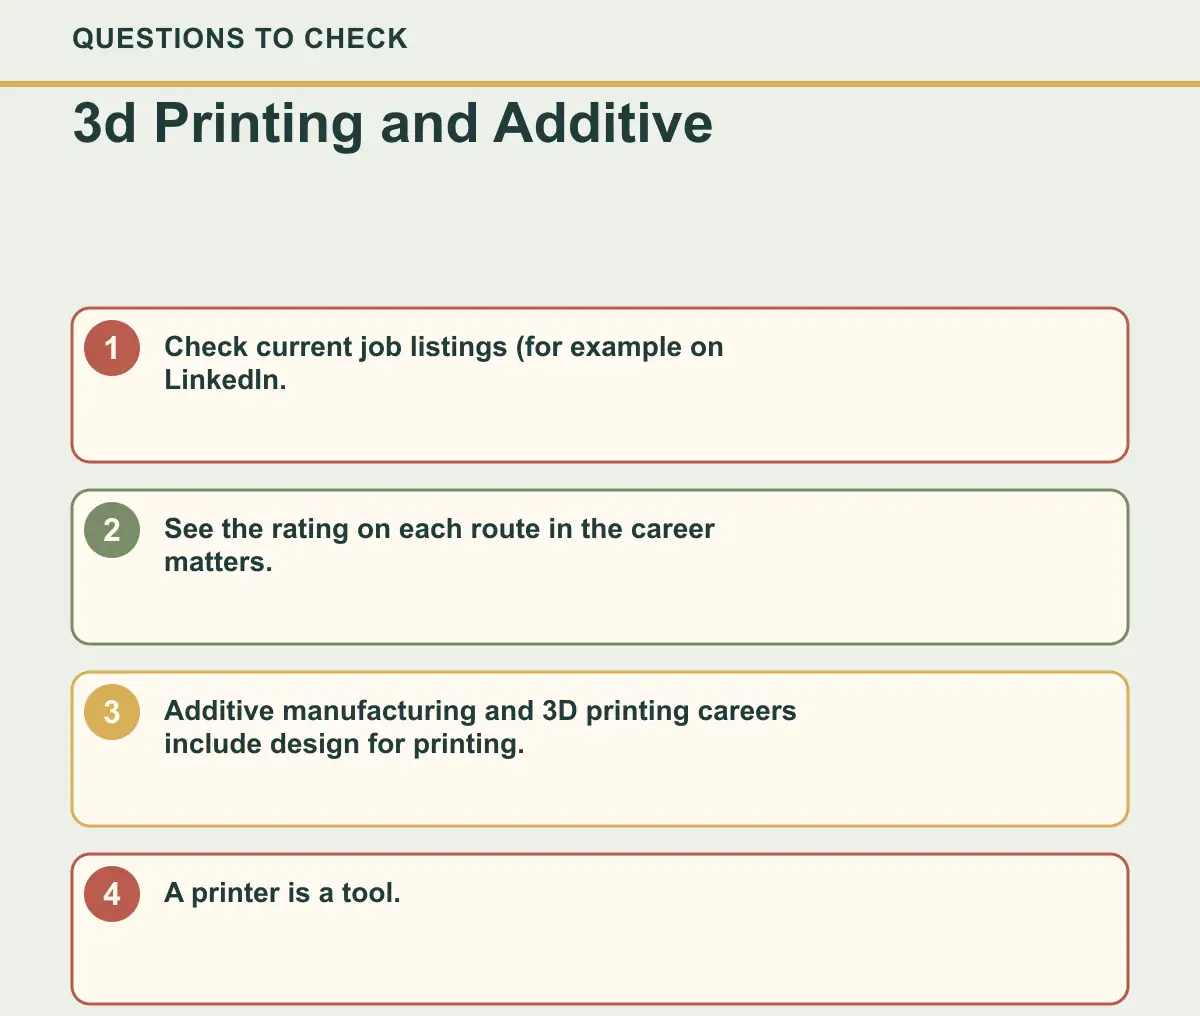 QUESTIONS TO CHECK
3d Printing and Additive
1
Check current job listings (for example on
LinkedIn.
2
See the rating on each route in the career
matters.
3
Additive manufacturing and 3D printing careers
include design for printing.
4
A printer is a tool.